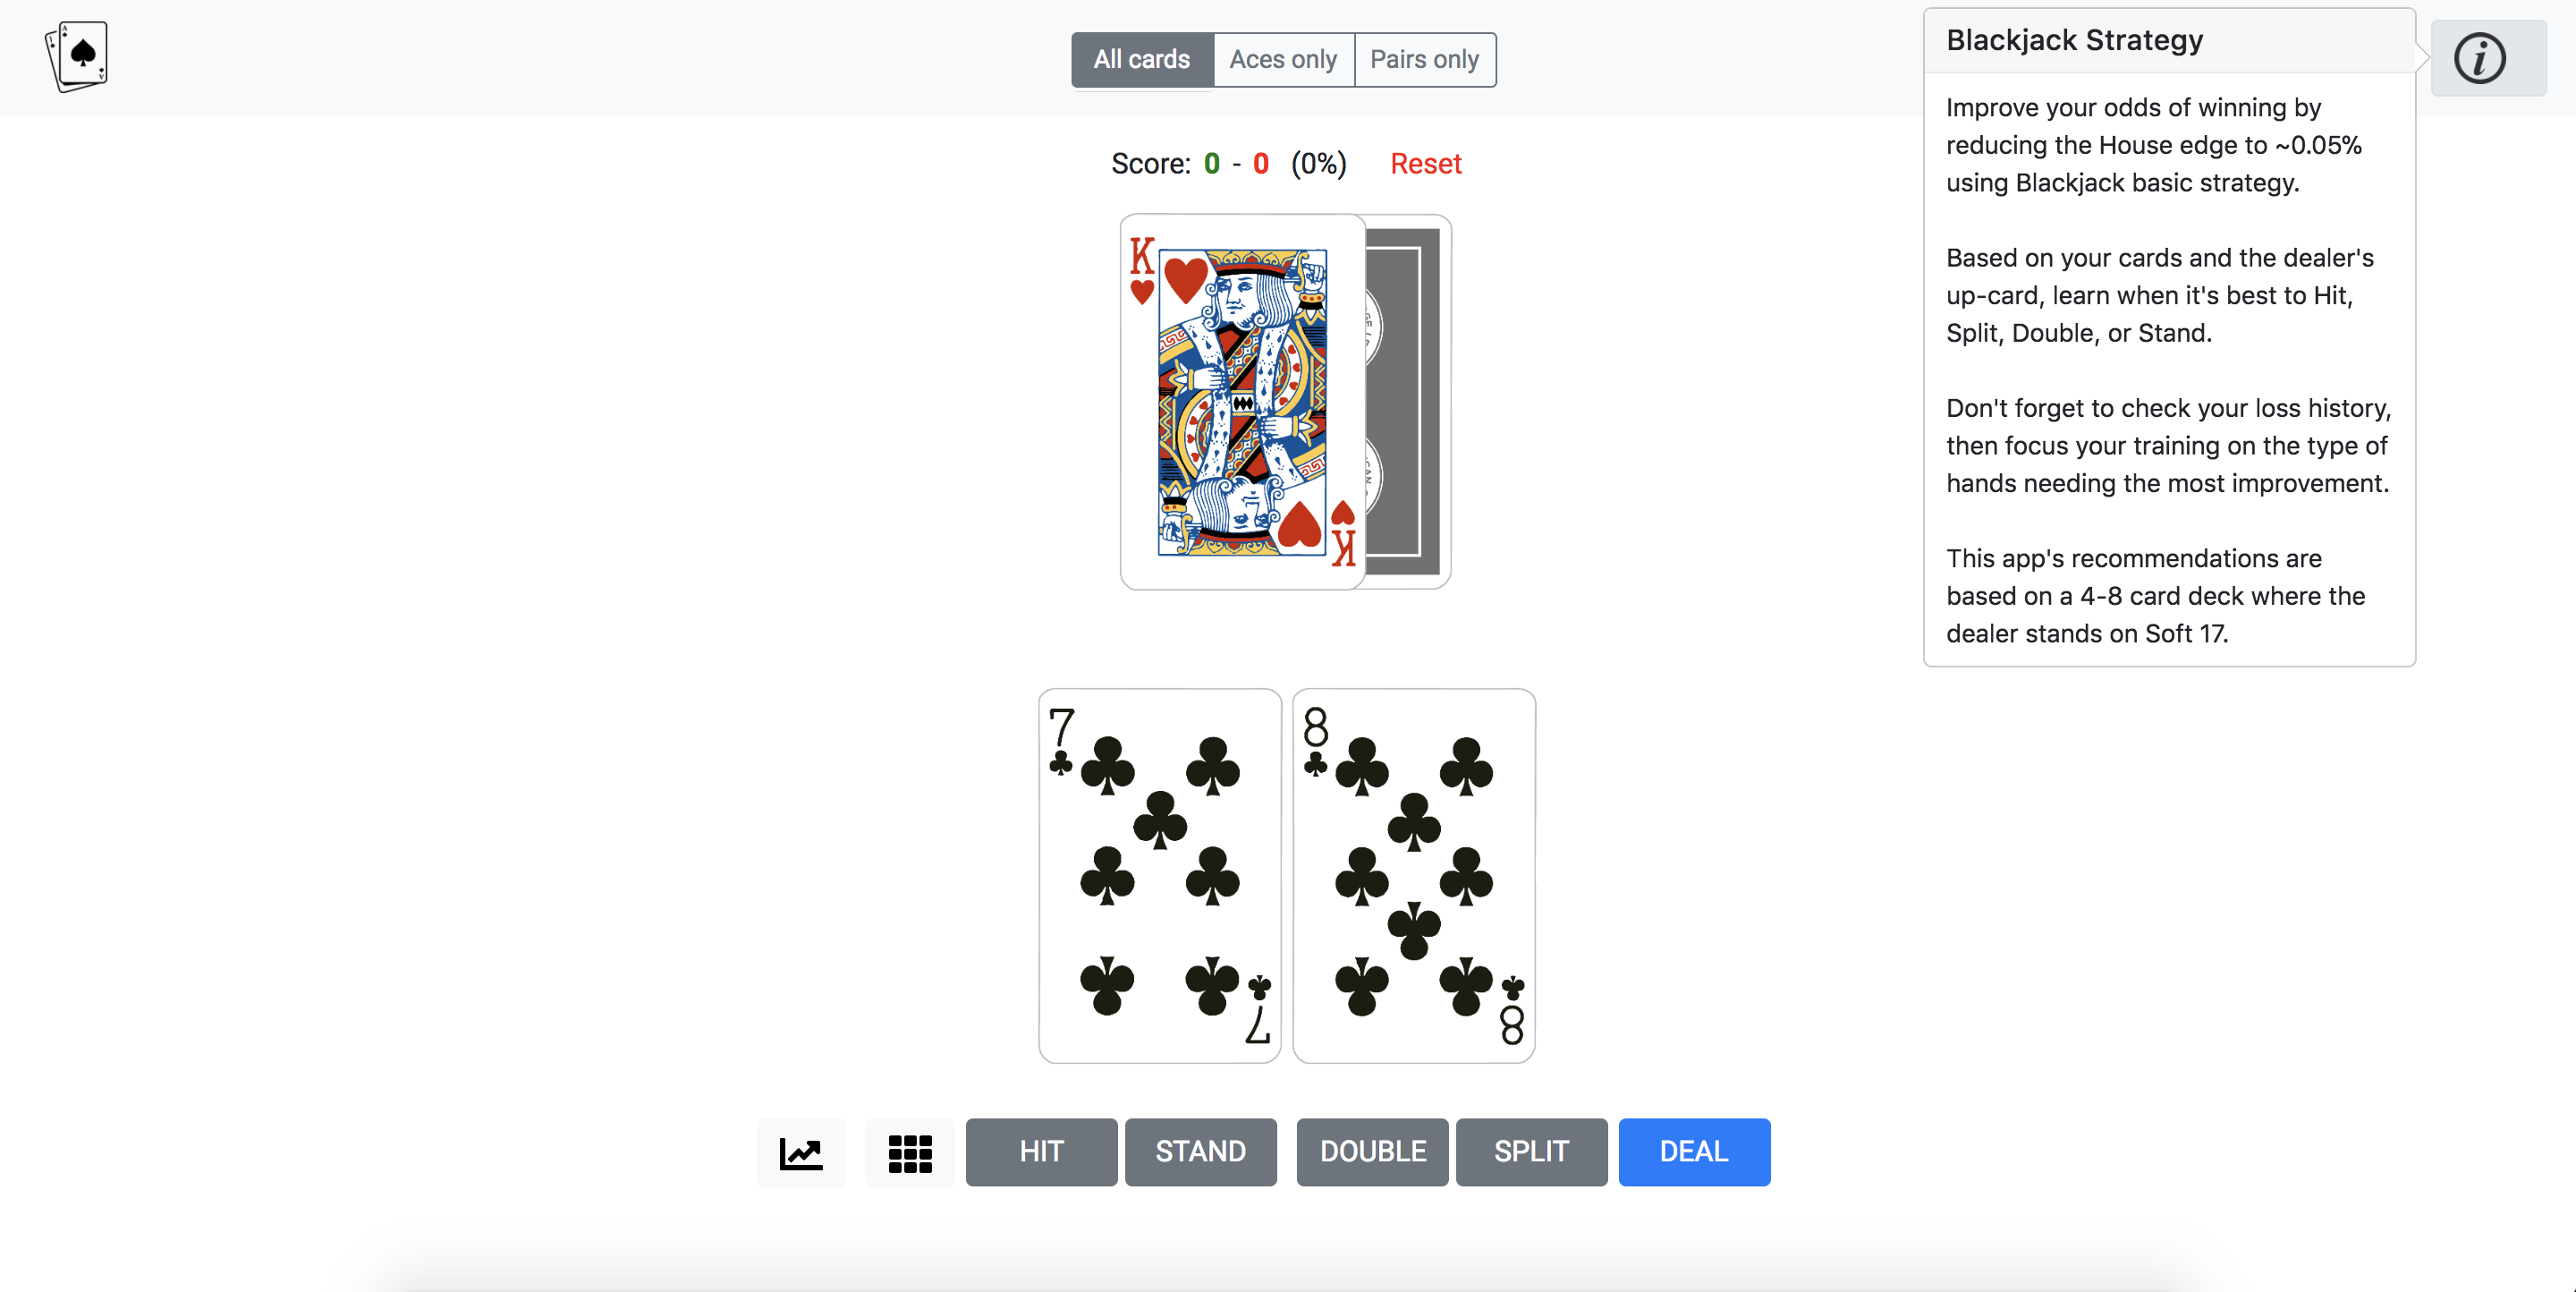 All cards Aces only Pairs only
Score: 0 - 0 (0%) Reset
Blackjack Strategy
Improve your odds of winning by
reducing the House edge to ~0.05%
using Blackjack basic strategy.
Based on your cards and the dealer's
up-card, learn when it's best to Hit,
Split, Double, or Stand.
Don't forget to check your loss history,
then focus your training on the type of
hands needing the most improvement.
This app's recommendations are
based on a 4-8 card deck where the
dealer stands on Soft 17.
K
K
7
7
8
8
HIT STAND DOUBLE SPLIT DEAL